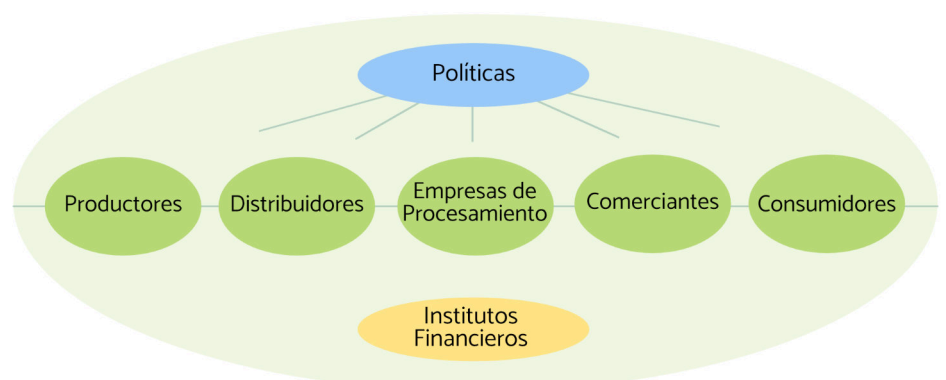 Políticas
Productores
Distribuidores
Empresas de
Procesamiento
Comerciantes
Consumidores
Institutos
Financieros